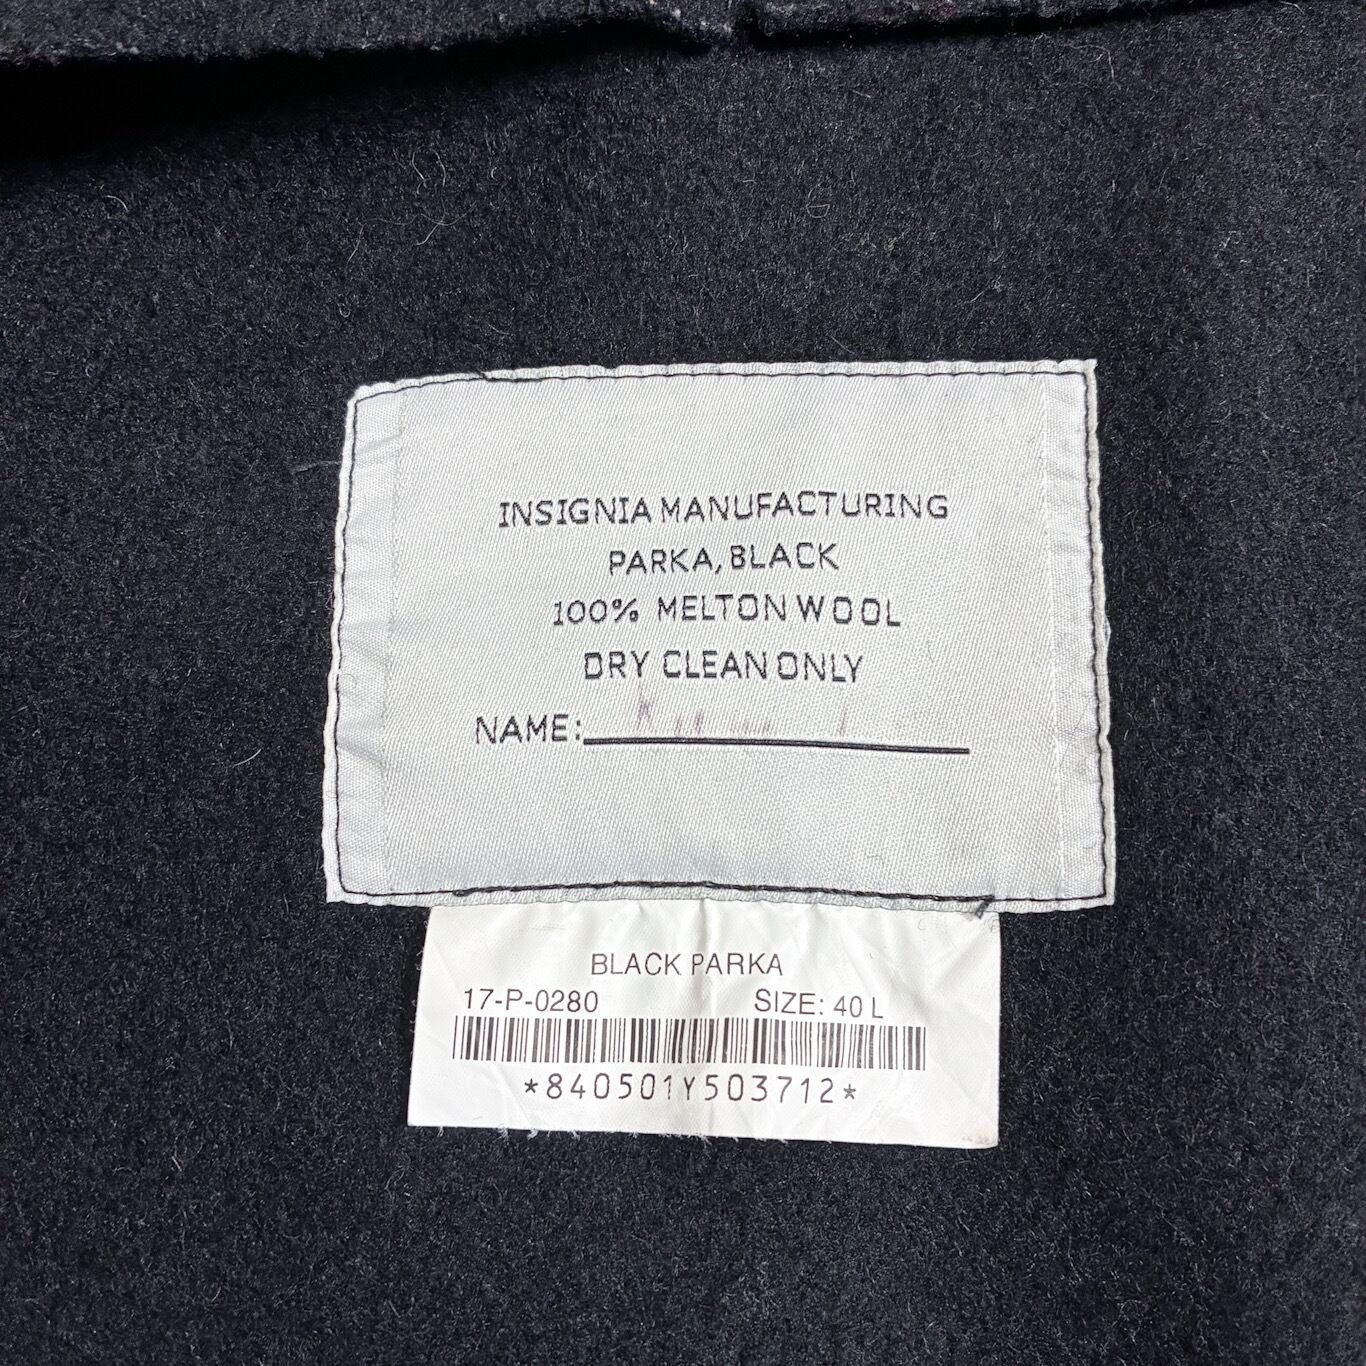 INSIGNIA MANUFACTURING
PARKA, BLACK
100% MELTON WOOL
DRY CLEAN ONLY
NAME:
BLACK PARKA
17-P-0280 SIZE: 40 L
*840501Y503712*